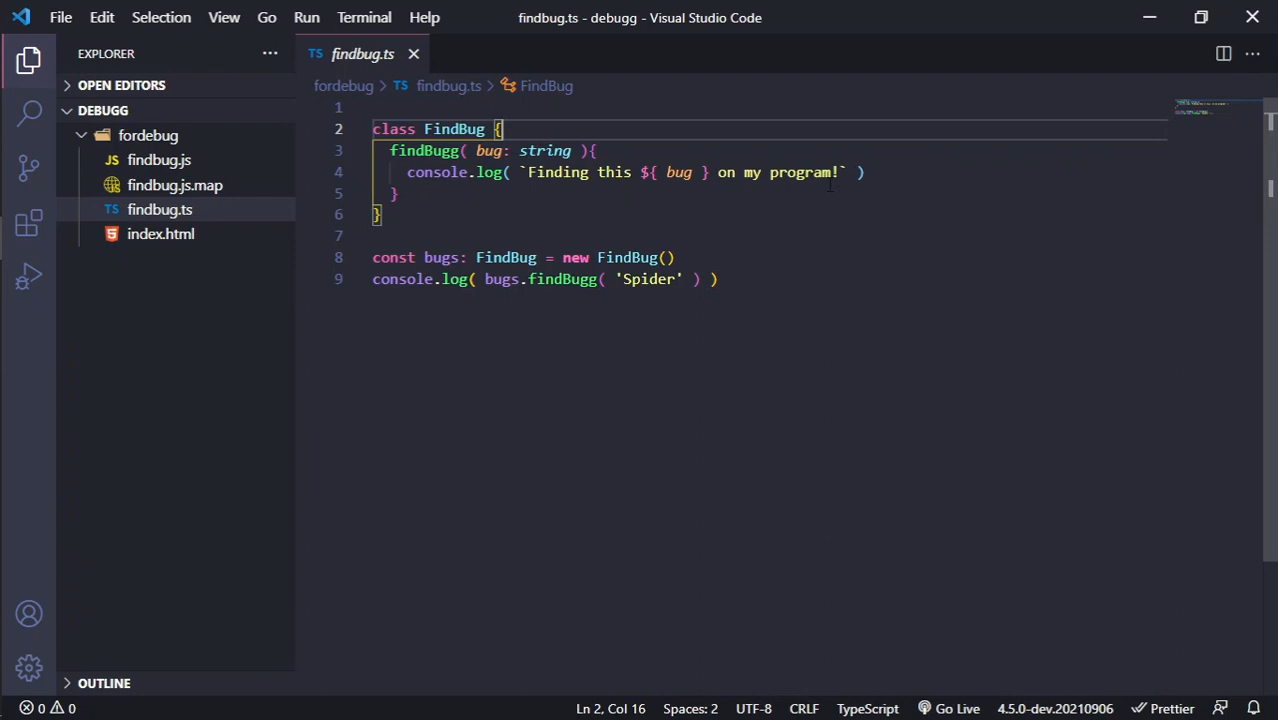 File Edit Selection View Go Run Terminal Help findbug.ts - debugg - Visual Studio Code
EXPLORER
TS findbug.ts
OPEN EDITORS
fordebug > TS findbug.ts > FindBug
DEBUGG
fordebug
JS findbug.js
findbug.js.map
TS findbug.ts
index.html
1
2 class FindBug {
3 findBugg( bug: string ){
4 console.log( `Finding this ${ bug } on my program!` )
5 }
6 }
7
8 const bugs: FindBug = new FindBug()
9 console.log( bugs.findBugg( 'Spider' ) )
OUTLINE
0 0 Ln 2, Col 16 Spaces: 2 UTF-8 CRLF TypeScript Go Live 4.5.0-dev.20210906 Prettier